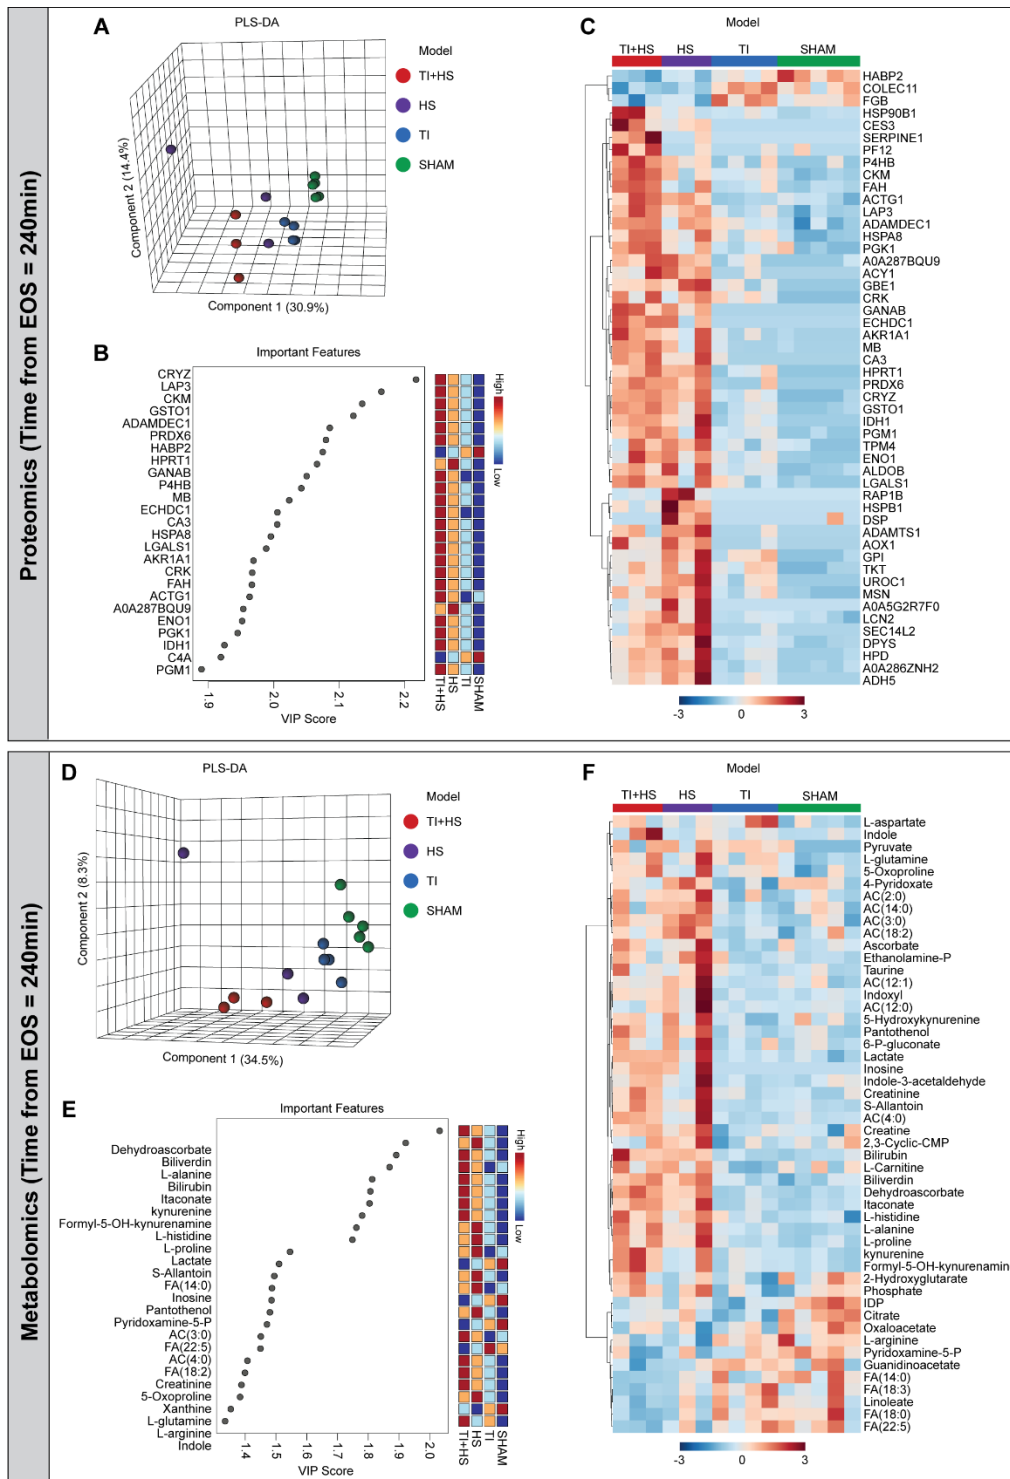 Proteomics (Time from EOS = 240min)
A
PLS-DA
Model
TI+HS
HS
TI
SHAM
Component 2 (14.4%)
Component 1 (30.9%)
B
Important Features
CRYZ
LAP3
CKM
GSTO1
ADAMDEC1
PRDX6
HABP2
HPRT1
GANAB
P4HB
MB
ECHDC1
CA3
HSPA8
LGALS1
AKR1A1
CRK
FAH
ACTG1
A0A287BQU9
ENO1
PGK1
IDH1
C4A
PGM1
1.9 2.0 2.1 2.2
VIP Score
TI+HS HS TI SHAM
High
Low
C
Model
TI+HS HS TI SHAM
HABP2
COLEC11
FGB
HSP90B1
CES3
SERPINE1
PF12
P4HB
CKM
FAH
ACTG1
LAP3
ADAMDEC1
HSPA8
PGK1
A0A287BQU9
ACY1
GBE1
CRK
GANAB
ECHDC1
AKR1A1
MB
CA3
HPRT1
PRDX6
CRYZ
GSTO1
IDH1
PGM1
TPM4
ENO1
ALDOB
LGALS1
RAP1B
HSPB1
DSP
ADAMTS1
AOX1
GPI
TKT
UROC1
MSN
A0A5G2R7F0
LCN2
SEC14L2
DPYS
HPD
A0A286ZNH2
ADH5
-3 0 3
Metabolomics (Time from EOS = 240min)
D
PLS-DA
Model
TI+HS
HS
TI
SHAM
Component 2 (8.3%)
Component 1 (34.5%)
E
Important Features
Dehydroascorbate
Biliverdin
L-alanine
Bilirubin
Itaconate
kynurenine
Formyl-5-OH-kynurenamine
L-histidine
L-proline
Lactate
S-Allantoin
FA(14:0)
Inosine
Pantothenol
Pyridoxamine-5-P
AC(3:0)
FA(22:5)
AC(4:0)
FA(18:2)
Creatinine
5-Oxoproline
Xanthine
L-glutamine
L-arginine
Indole
1.4 1.5 1.6 1.7 1.8 1.9 2.0
VIP Score
TI+HS HS TI SHAM
High
Low
F
Model
TI+HS HS TI SHAM
L-aspartate
Indole
Pyruvate
L-glutamine
5-Oxoproline
4-Pyridoxate
AC(2:0)
AC(14:0)
AC(3:0)
AC(18:2)
Ascorbate
Ethanolamine-P
Taurine
AC(12:1)
Indoxyl
AC(12:0)
5-Hydroxykynurenine
Pantothenol
6-P-gluconate
Lactate
Inosine
Indole-3-acetaldehyde
Creatinine
S-Allantoin
AC(4:0)
Creatine
2,3-Cyclic-CMP
Bilirubin
L-Carnitine
Biliverdin
Dehydroascorbate
Itaconate
L-histidine
L-alanine
L-proline
kynurenine
Formyl-5-OH-kynurenamin
2-Hydroxyglutarate
Phosphate
IDP
Citrate
Oxaloacetate
L-arginine
Pyridoxamine-5-P
Guanidinoacetate
FA(14:0)
FA(18:3)
Linoleate
FA(18:0)
FA(22:5)
-3 0 3